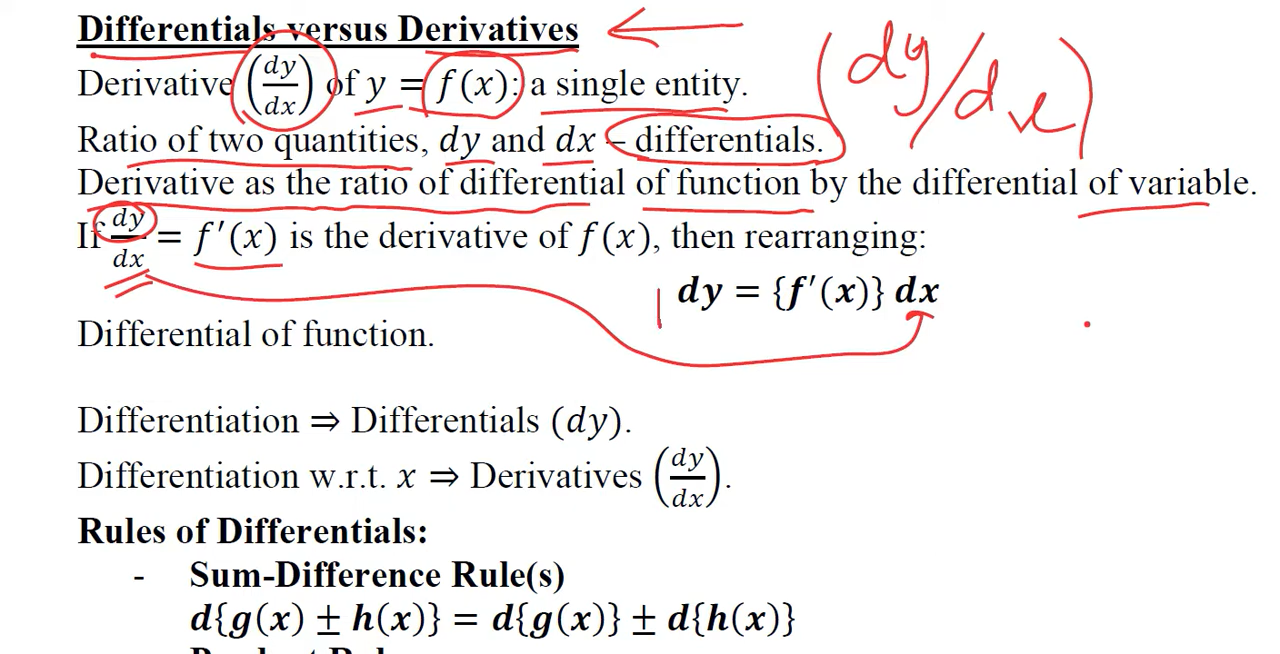 Differentials versus Derivatives
Derivative (dy/dx) of y = f(x): a single entity.
(dy/dx)
Ratio of two quantities, dy and dx – differentials.
Derivative as the ratio of differential of function by the differential of variable.
If dy/dx = f′(x) is the derivative of f(x), then rearranging:
dy = {f′(x)} dx
Differential of function.
Differentiation ⇒ Differentials (dy).
Differentiation w.r.t. x ⇒ Derivatives (dy/dx).
Rules of Differentials:
- Sum-Difference Rule(s)
d{g(x) ± h(x)} = d{g(x)} ± d{h(x)}